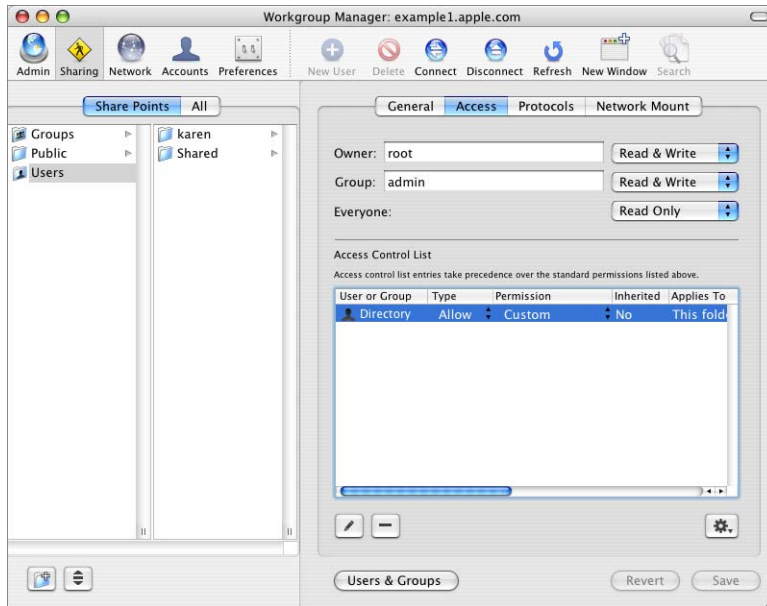 Workgroup Manager: example1.apple.com
Admin Sharing Network Accounts Preferences New User Delete Connect Disconnect Refresh New Window Search
Share Points All
General Access Protocols Network Mount
Groups
Public
Users
karen
Shared
Owner: root Read & Write
Group: admin Read & Write
Everyone: Read Only
Access Control List
Access control list entries take precedence over the standard permissions listed above.
User or Group Type Permission Inherited Applies To
Directory Allow Custom No This folde
Users & Groups Revert Save